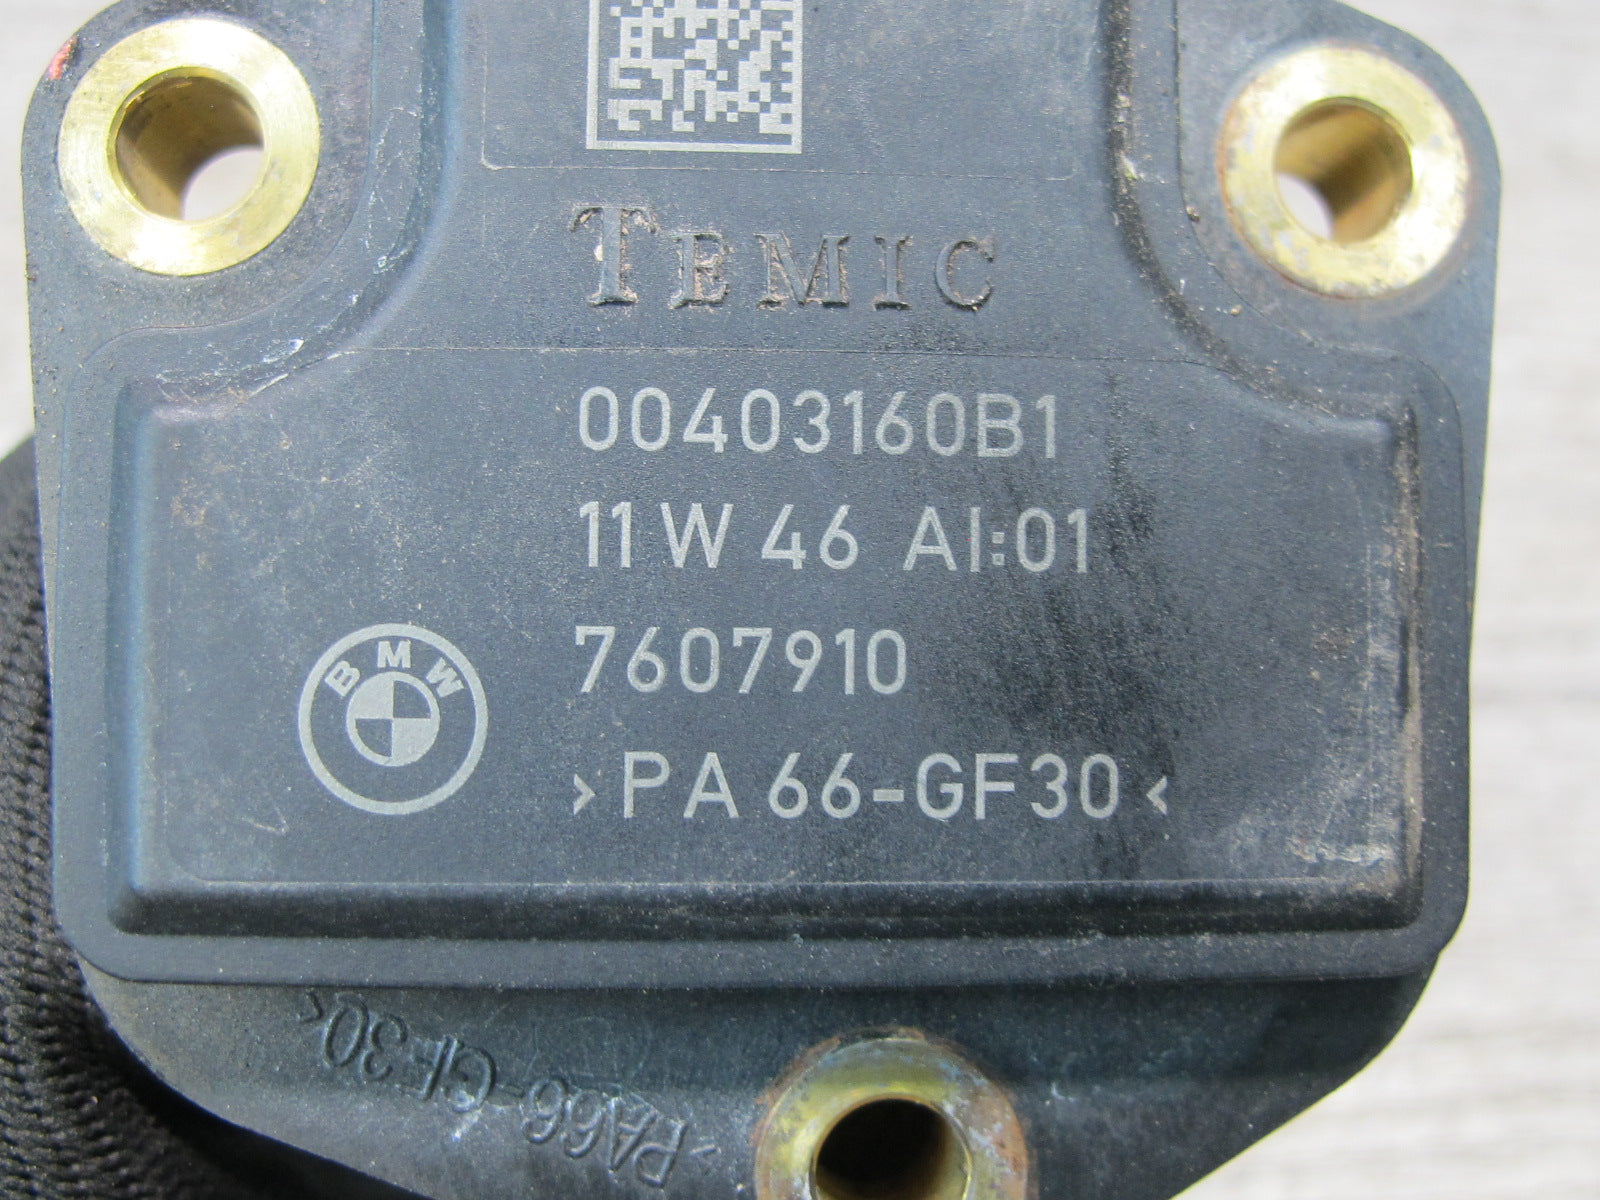 TEMIC
00403160B1
11 W 46 AI:01
7607910
BMW
>PA 66-GF30<
>PA66-GF30<